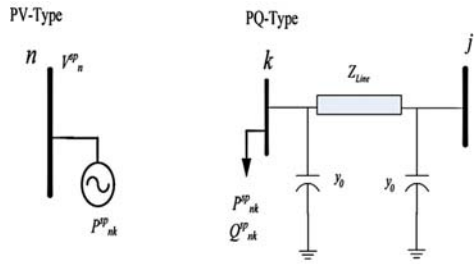 PV-Type
PQ-Type
n
V^sp_n
k
j
Z_Line
P^sp_nk
P^sp_nk
Q^sp_nk
y_0
y_0